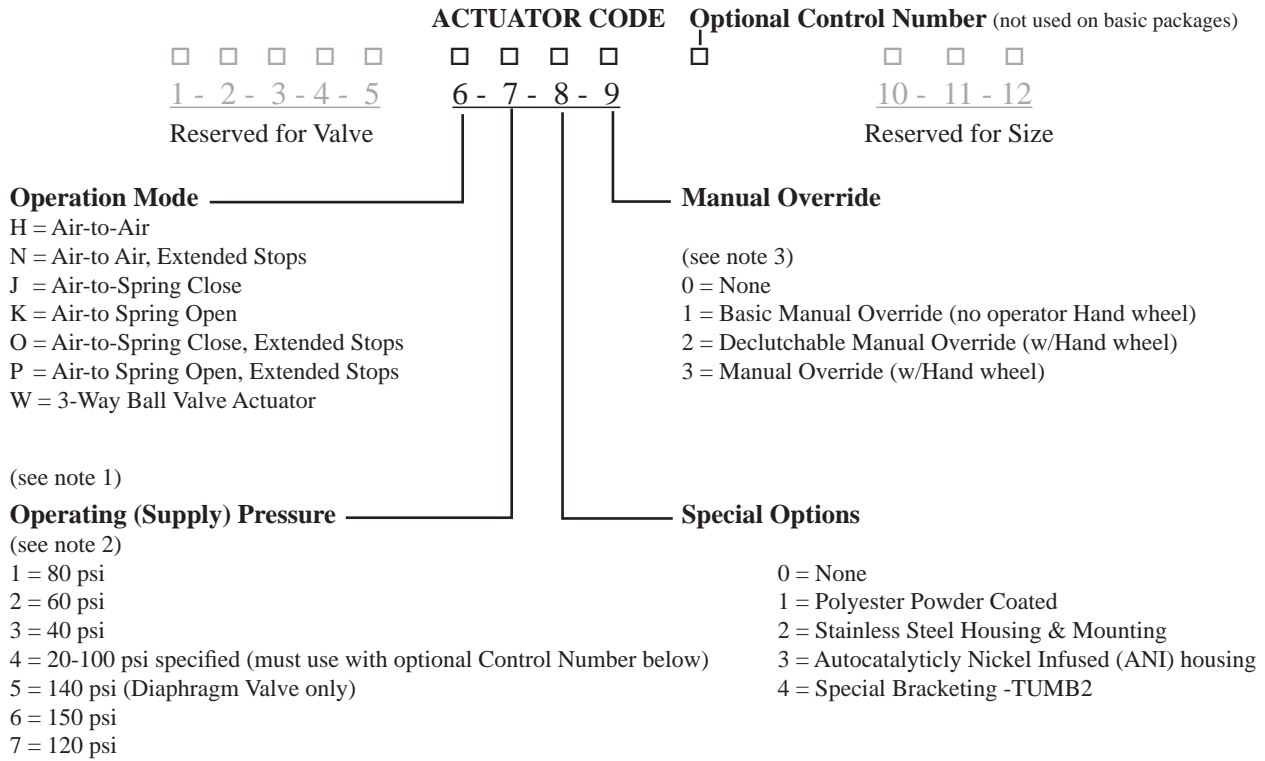 ACTUATOR CODE Optional Control Number (not used on basic packages)
1 - 2 - 3 - 4 - 5 6 - 7 - 8 - 9 10 - 11 - 12
Reserved for Valve Reserved for Size
Operation Mode
H = Air-to-Air
N = Air-to Air, Extended Stops
J = Air-to-Spring Close
K = Air-to Spring Open
O = Air-to-Spring Close, Extended Stops
P = Air-to Spring Open, Extended Stops
W = 3-Way Ball Valve Actuator
(see note 1)
Manual Override
(see note 3)
0 = None
1 = Basic Manual Override (no operator Hand wheel)
2 = Declutchable Manual Override (w/Hand wheel)
3 = Manual Override (w/Hand wheel)
Operating (Supply) Pressure
(see note 2)
1 = 80 psi
2 = 60 psi
3 = 40 psi
4 = 20-100 psi specified (must use with optional Control Number below)
5 = 140 psi (Diaphragm Valve only)
6 = 150 psi
7 = 120 psi
Special Options
0 = None
1 = Polyester Powder Coated
2 = Stainless Steel Housing & Mounting
3 = Autocatalyticly Nickel Infused (ANI) housing
4 = Special Bracketing -TUMB2